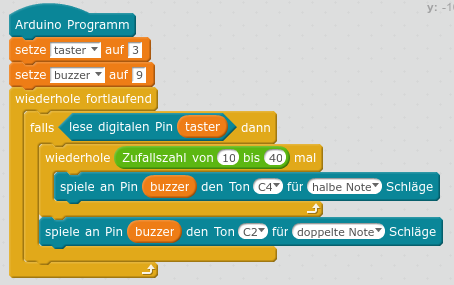 y: -10
Arduino Programm
setze taster auf 3
setze buzzer auf 9
wiederhole fortlaufend
falls lese digitalen Pin taster dann
wiederhole Zufallszahl von 10 bis 40 mal
spiele an Pin buzzer den Ton C4 für halbe Note Schläge
spiele an Pin buzzer den Ton C2 für doppelte Note Schläge